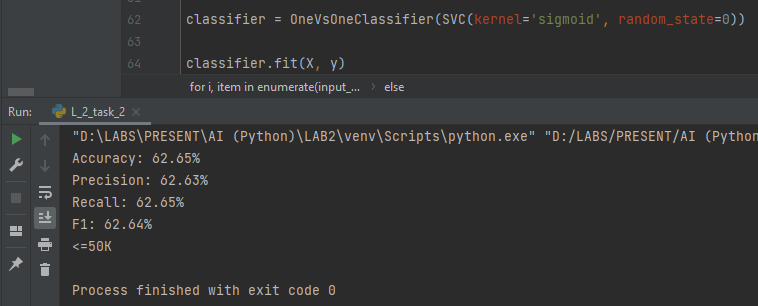 62 classifier = OneVsOneClassifier(SVC(kernel='sigmoid', random_state=0))
63
64 classifier.fit(X, y)
for i, item in enumerate(input_... > else
Run: L_2_task_2 ×
"D:\LABS\PRESENT\AI (Python)\LAB2\venv\Scripts\python.exe" "D:/LABS/PRESENT/AI (Python
Accuracy: 62.65%
Precision: 62.63%
Recall: 62.65%
F1: 62.64%
<=50K
Process finished with exit code 0